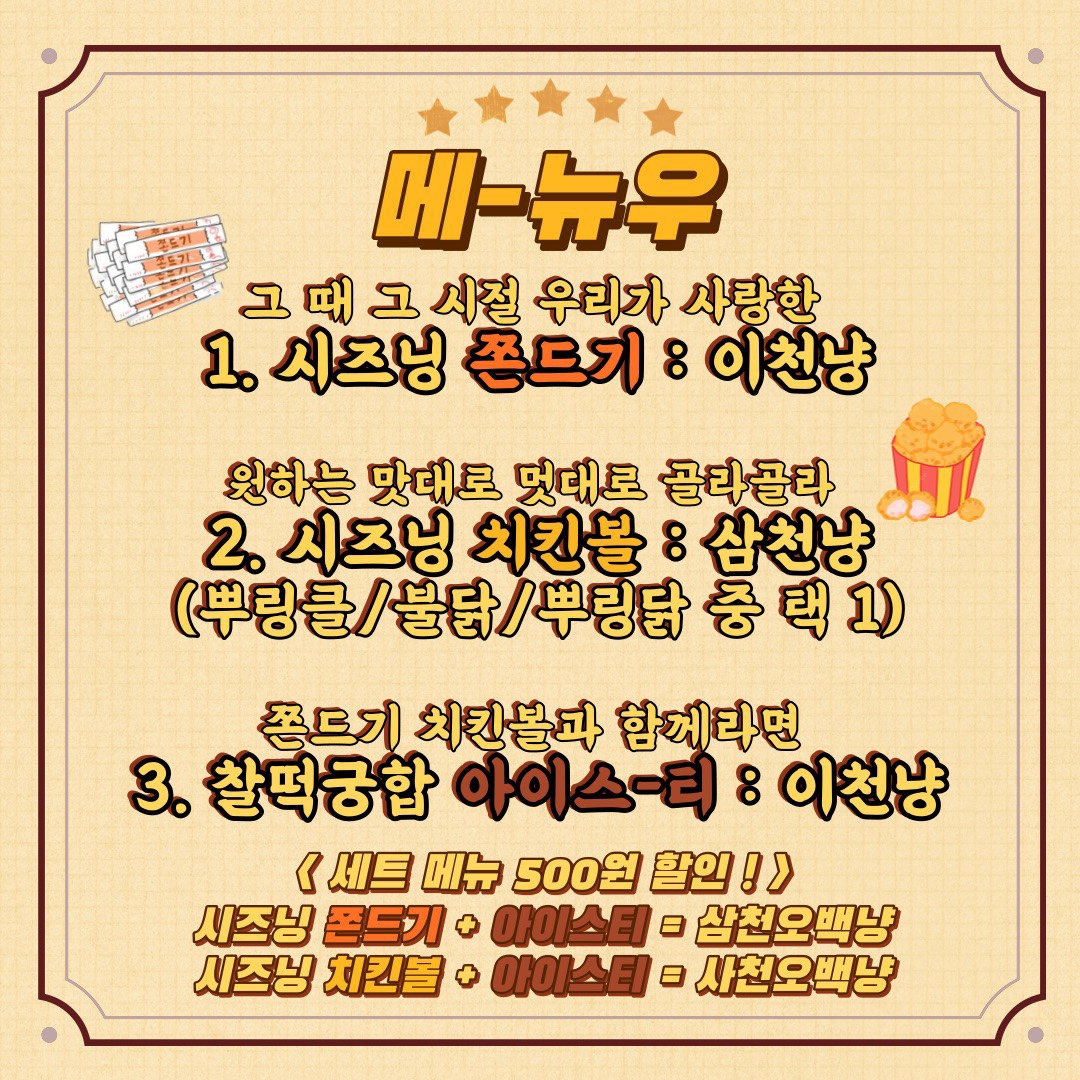 메-뉴우
쫀드기
쫀드기
그 때 그 시절 우리가 사랑한
1. 시즈닝 쫀드기 : 이천냥
원하는 맛대로 멋대로 골라골라
2. 시즈닝 치킨볼 : 삼천냥
(뿌링클/불닭/뿌링닭 중 택 1)
쫀드기 치킨볼과 함께라면
3. 찰떡궁합 아이스-티 : 이천냥
< 세트 메뉴 500원 할인 ! >
시즈닝 쫀드기 + 아이스티 = 삼천오백냥
시즈닝 치킨볼 + 아이스티 = 사천오백냥